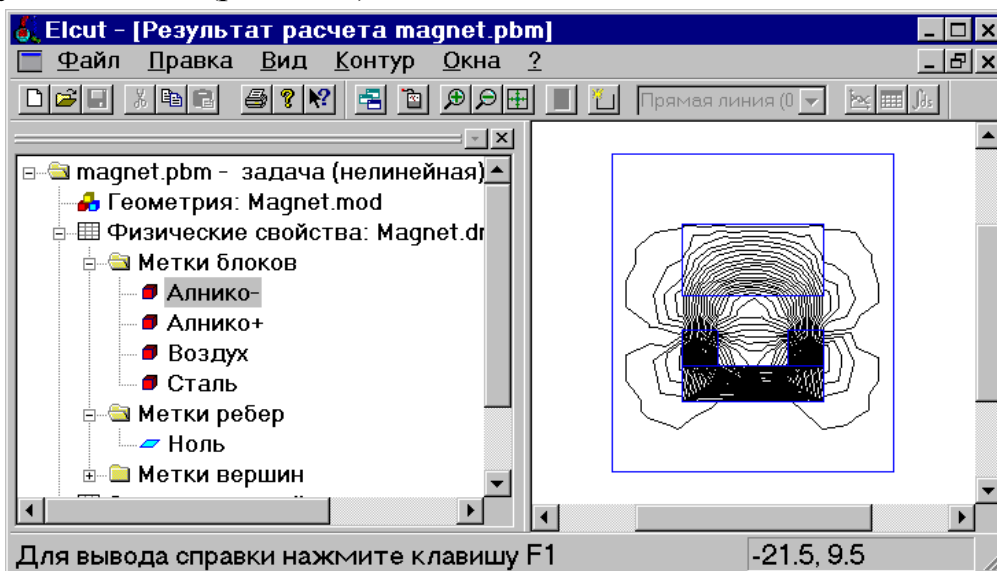 Elcut - [Результат расчета magnet.pbm]
Файл Правка Вид Контур Окна ?
Прямая линия (0
magnet.pbm - задача (нелинейная)
Геометрия: Magnet.mod
Физические свойства: Magnet.dr
Метки блоков
Алнико-
Алнико+
Воздух
Сталь
Метки ребер
Ноль
Метки вершин
Для вывода справки нажмите клавишу F1
-21.5, 9.5